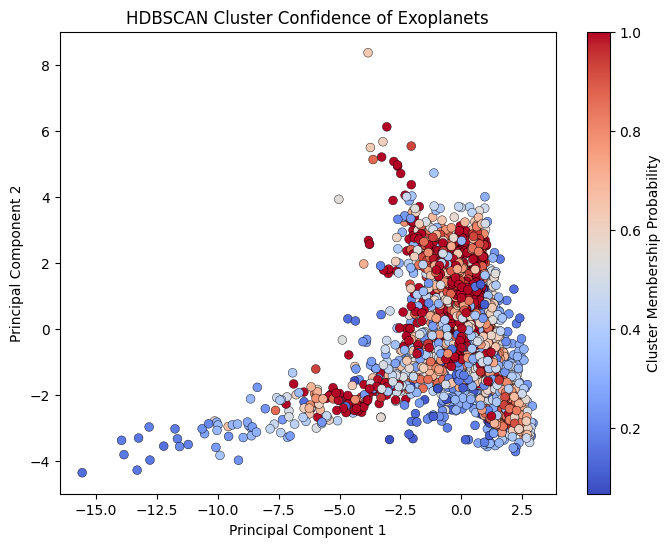 HDBSCAN Cluster Confidence of Exoplanets
8
6
4
2
0
−2
−4
Principal Component 2
−15.0 −12.5 −10.0 −7.5 −5.0 −2.5 0.0 2.5
Principal Component 1
1.0
0.8
0.6
0.4
0.2
Cluster Membership Probability